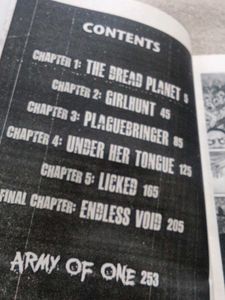 CONTENTS
CHAPTER 1: THE DREAD PLANET 5
CHAPTER 2: GIRLHUNT 45
CHAPTER 3: PLAGUEBRINGER 85
CHAPTER 4: UNDER HER TONGUE 125
CHAPTER 5: LICKED 165
FINAL CHAPTER: ENDLESS VOID 205
ARMY OF ONE 253